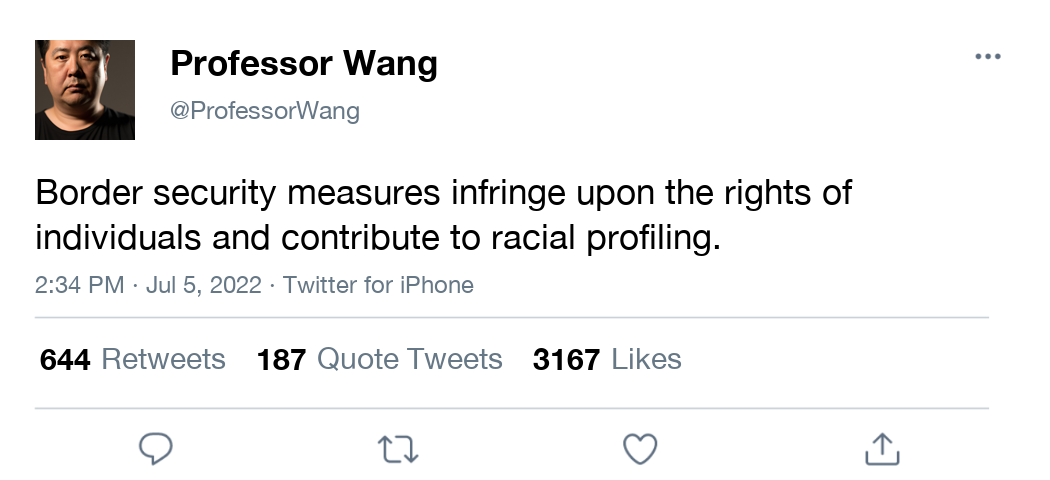 Professor Wang
@ProfessorWang
Border security measures infringe upon the rights of
individuals and contribute to racial profiling.
2:34 PM · Jul 5, 2022 · Twitter for iPhone
644 Retweets 187 Quote Tweets 3167 Likes